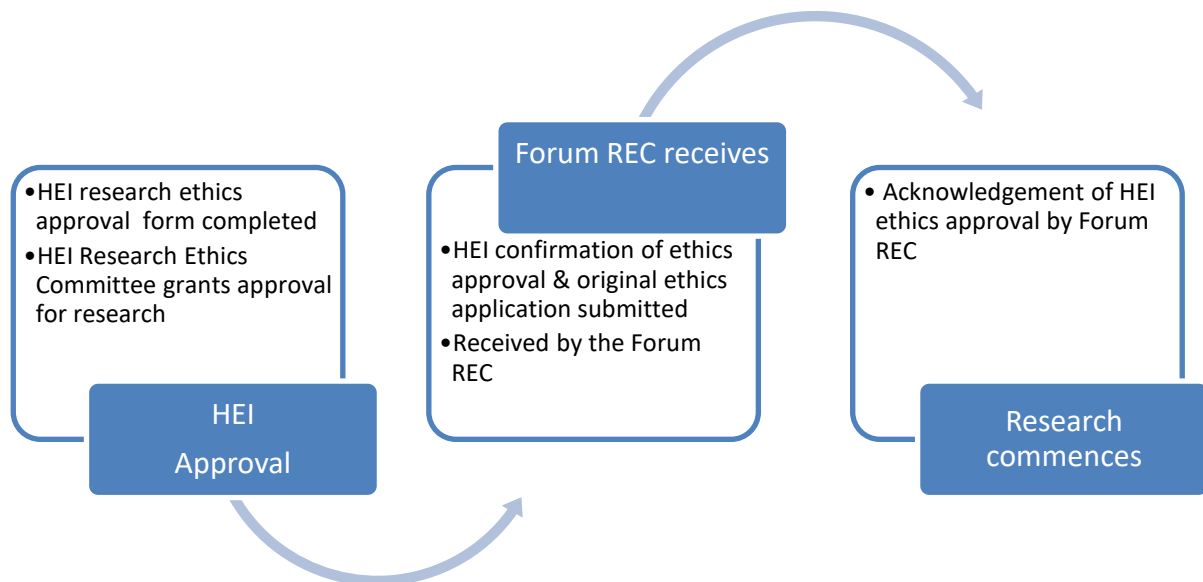 •HEI research ethics
approval form completed
•HEI Research Ethics
Committee grants approval
for research
HEI
Approval
Forum REC receives
•HEI confirmation of ethics
approval & original ethics
application submitted
•Received by the Forum
REC
• Acknowledgement of HEI
ethics approval by Forum
REC
Research
commences